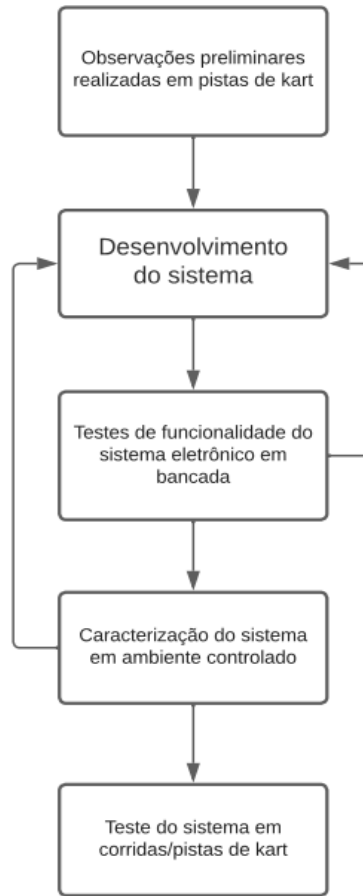 Observações preliminares
realizadas em pistas de kart
Desenvolvimento
do sistema
Testes de funcionalidade do
sistema eletrônico em
bancada
Caracterização do sistema
em ambiente controlado
Teste do sistema em
corridas/pistas de kart